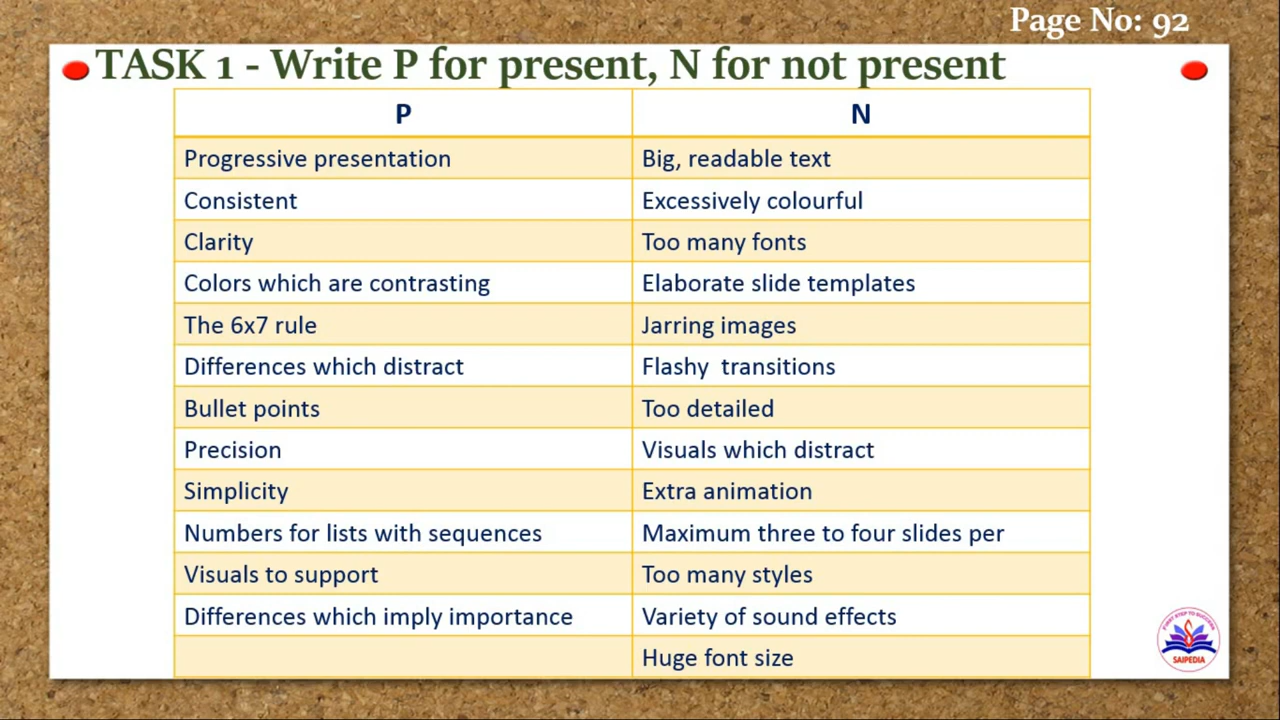 Page No: 92
TASK 1 - Write P for present, N for not present
P N
Progressive presentation Big, readable text
Consistent Excessively colourful
Clarity Too many fonts
Colors which are contrasting Elaborate slide templates
The 6x7 rule Jarring images
Differences which distract Flashy transitions
Bullet points Too detailed
Precision Visuals which distract
Simplicity Extra animation
Numbers for lists with sequences Maximum three to four slides per
Visuals to support Too many styles
Differences which imply importance Variety of sound effects
Huge font size
FIRST STEP TO SUCCESS
SAIPEDIA